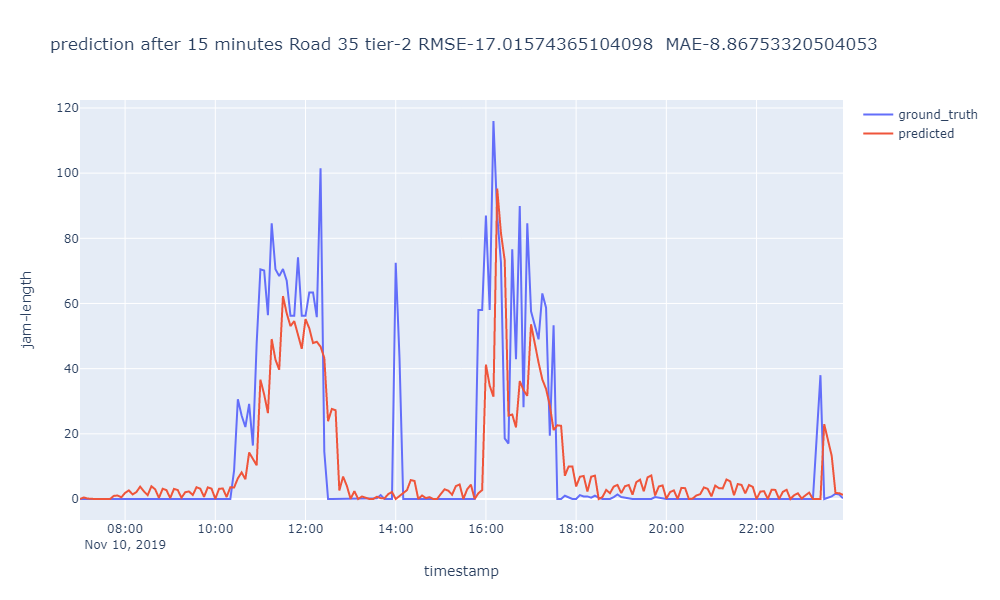 prediction after 15 minutes Road 35 tier-2 RMSE-17.01574365104098  MAE-8.86753320504053
ground_truth
predicted
jam-length
120
100
80
60
40
20
0
08:00 10:00 12:00 14:00 16:00 18:00 20:00 22:00
Nov 10, 2019
timestamp